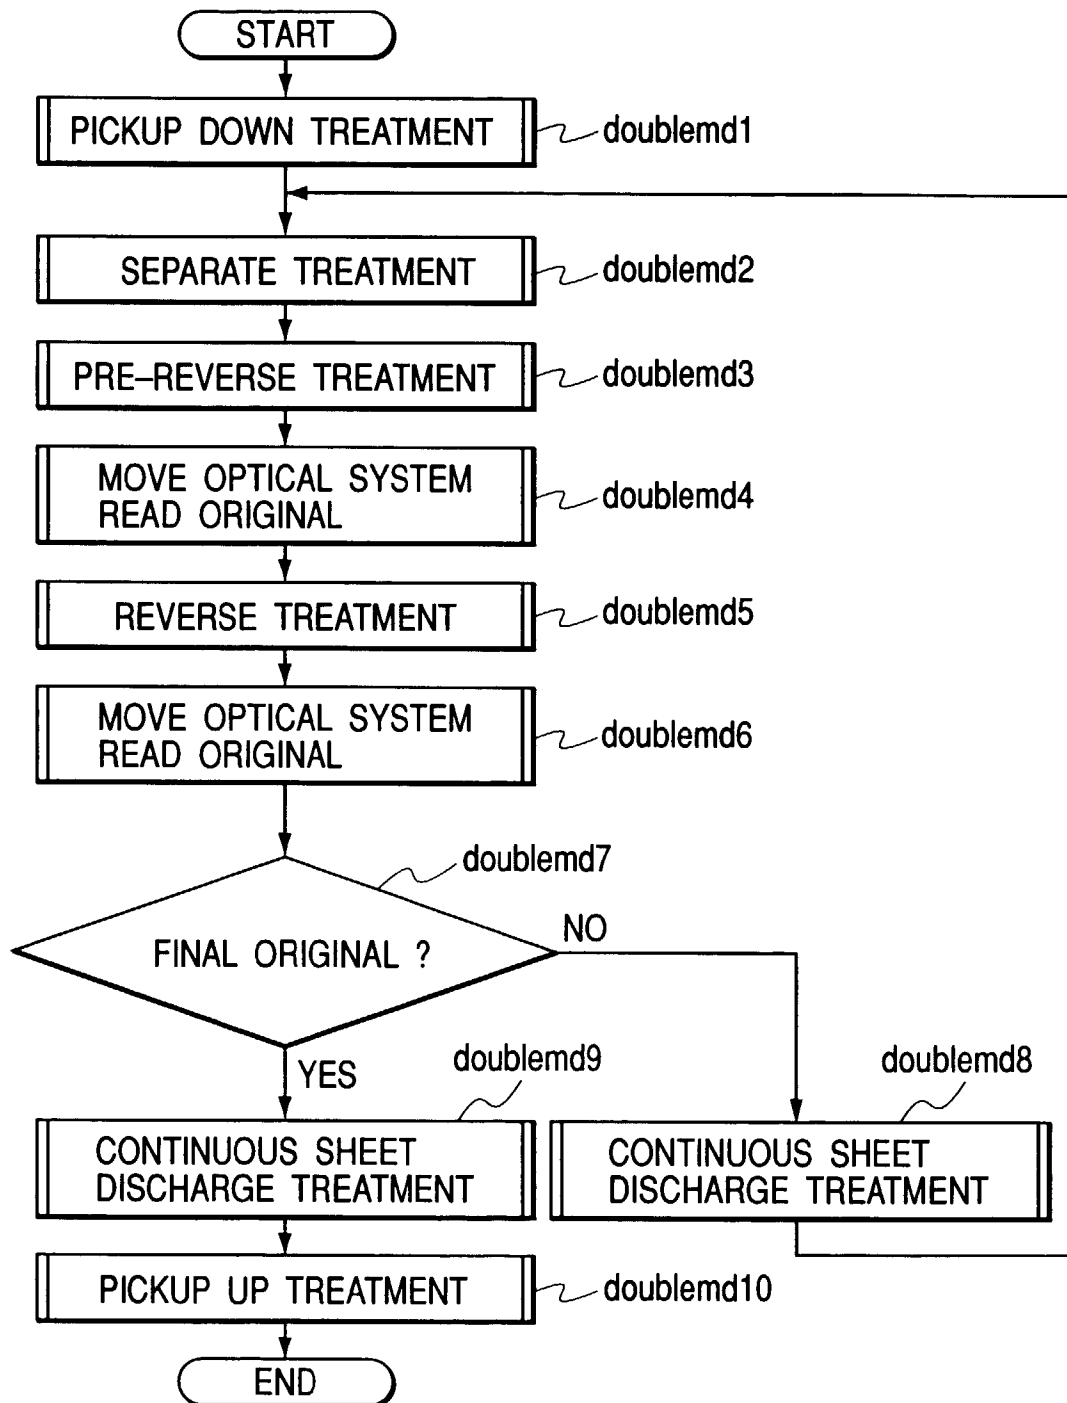 START
PICKUP DOWN TREATMENT
doublemd1
SEPARATE TREATMENT
doublemd2
PRE–REVERSE TREATMENT
doublemd3
MOVE OPTICAL SYSTEM
READ ORIGINAL
doublemd4
REVERSE TREATMENT
doublemd5
MOVE OPTICAL SYSTEM
READ ORIGINAL
doublemd6
doublemd7
FINAL ORIGINAL ?
NO
YES
doublemd9
CONTINUOUS SHEET
DISCHARGE TREATMENT
doublemd8
CONTINUOUS SHEET
DISCHARGE TREATMENT
PICKUP UP TREATMENT
doublemd10
END